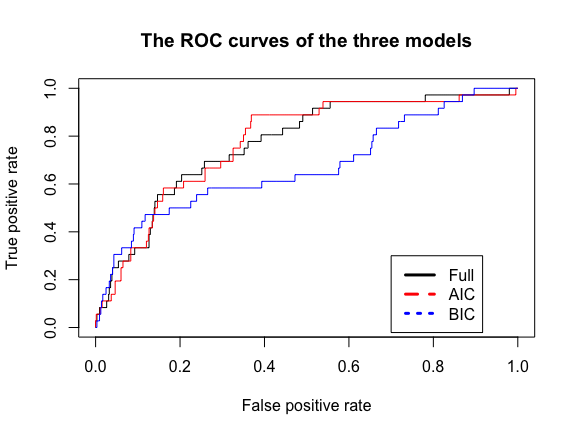 The ROC curves of the three models
True positive rate
1.0
0.8
0.6
0.4
0.2
0.0
Full
AIC
BIC
0.0 0.2 0.4 0.6 0.8 1.0
False positive rate